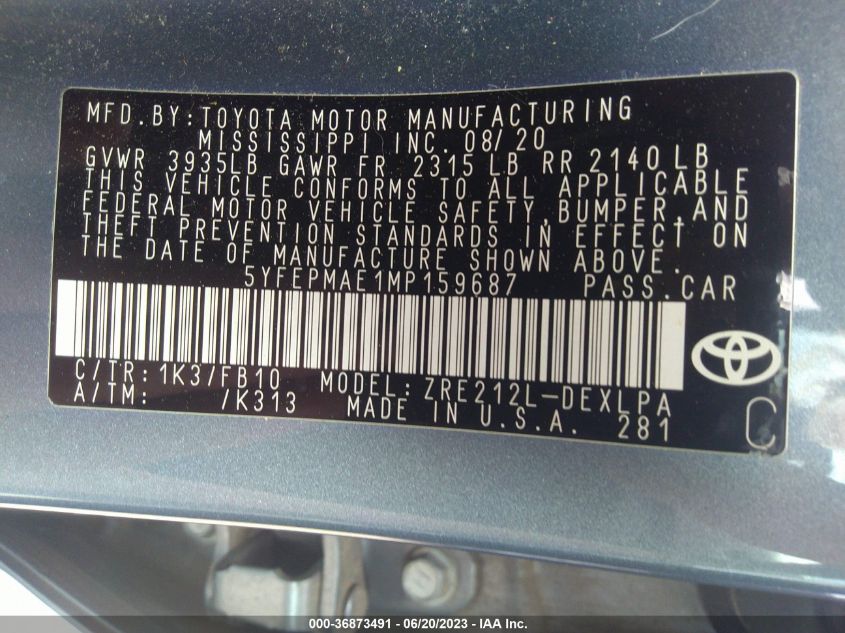 MFD.BY:TOYOTA MOTOR MANUFACTURING
MISSISSIPPI INC. 08/20
GVWR 3935LB GAWR FR 2315 LB RR 2140 LB
THIS VEHICLE CONFORMS TO ALL APPLICABLE
FEDERAL MOTOR VEHICLE SAFETY,BUMPER,AND
THEFT PREVENTION STANDARDS IN EFFECT ON
THE DATE OF MANUFACTURE SHOWN ABOVE.
5YFEPMAE1MP159687 PASS.CAR
C/TR: 1K3/FB10 MODEL: ZRE212L-DEXLPA
A/TM: /K313 MADE IN U.S.A. 281
C
000-36873491 - 06/20/2023 - IAA Inc.